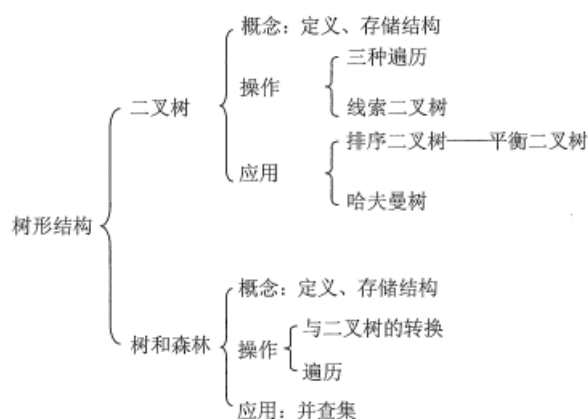 概念：定义、存储结构
三种遍历
操作
二叉树
线索二叉树
排序二叉树——平衡二叉树
应用
哈夫曼树
树形结构
概念：定义、存储结构
与二叉树的转换
树和森林
操作
遍历
应用：并查集